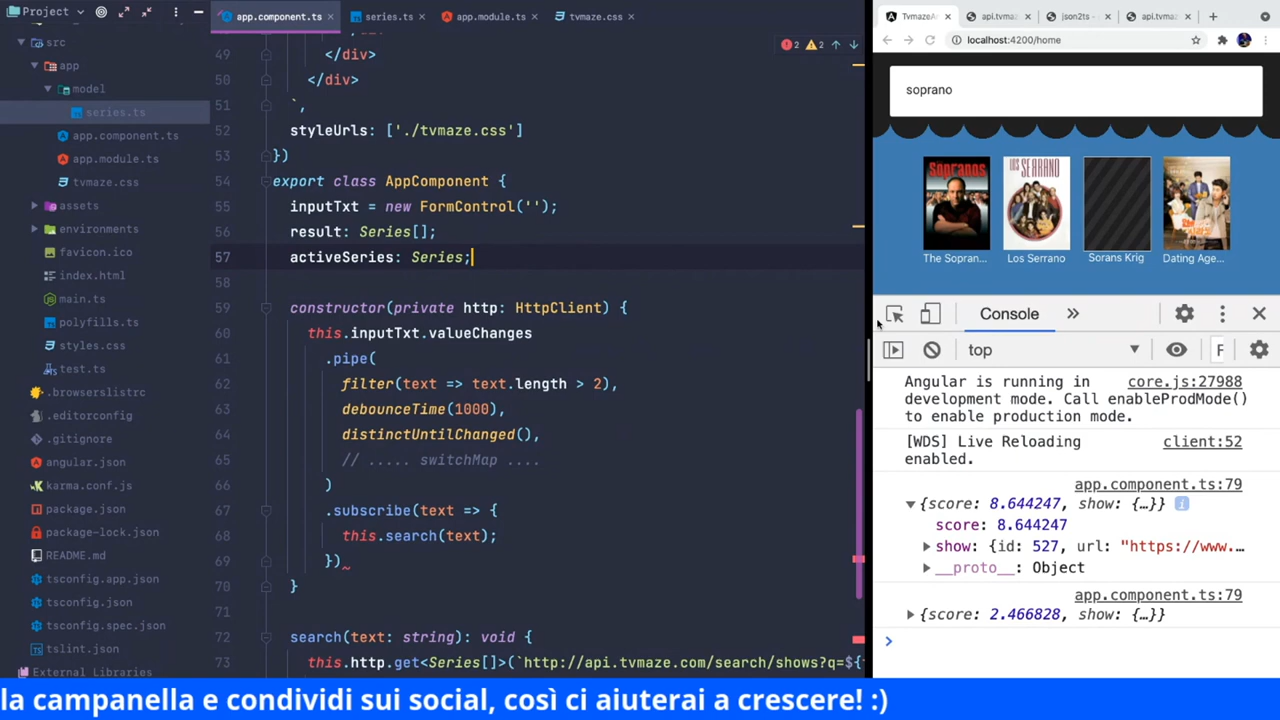 Project
app.component.ts
series.ts
app.module.ts
tvmaze.css
src
app
model
series.ts
app.component.ts
app.module.ts
tvmaze.css
assets
environments
favicon.ico
index.html
main.ts
polyfills.ts
styles.css
test.ts
.browserslistrc
.editorconfig
.gitignore
angular.json
karma.conf.js
package.json
package-lock.json
README.md
tsconfig.app.json
tsconfig.json
tsconfig.spec.json
tslint.json
External Libraries
2 2
49 </div>
50 </div>
51 `,
52 styleUrls: ['./tvmaze.css']
53 })
54 export class AppComponent {
55 inputTxt = new FormControl('');
56 result: Series[];
57 activeSeries: Series;
58
59 constructor(private http: HttpClient) {
60 this.inputTxt.valueChanges
61 .pipe(
62 filter(text => text.length > 2),
63 debounceTime(1000),
64 distinctUntilChanged(),
65 // ..... switchMap ....
66 )
67 .subscribe(text => {
68 this.search(text);
69 })
70 }
71
72 search(text: string): void {
73 this.http.get<Series[]>(`http://api.tvmaze.com/search/shows?q=${
TvmazeAn
api.tvmaz
json2ts -
api.tvmaz
localhost:4200/home
soprano
Sopranos
LOS SERRANO
The Sopran...
Los Serrano
Sorans Krig
Dating Age...
Console
top
F
Angular is running in core.js:27988
development mode. Call enableProdMode()
to enable production mode.
[WDS] Live Reloading client:52
enabled.
app.component.ts:79
{score: 8.644247, show: {…}} i
score: 8.644247
show: {id: 527, url: "https://www.…
__proto__: Object
app.component.ts:79
{score: 2.466828, show: {…}}
la campanella e condividi sui social, così ci aiuterai a crescere! :)